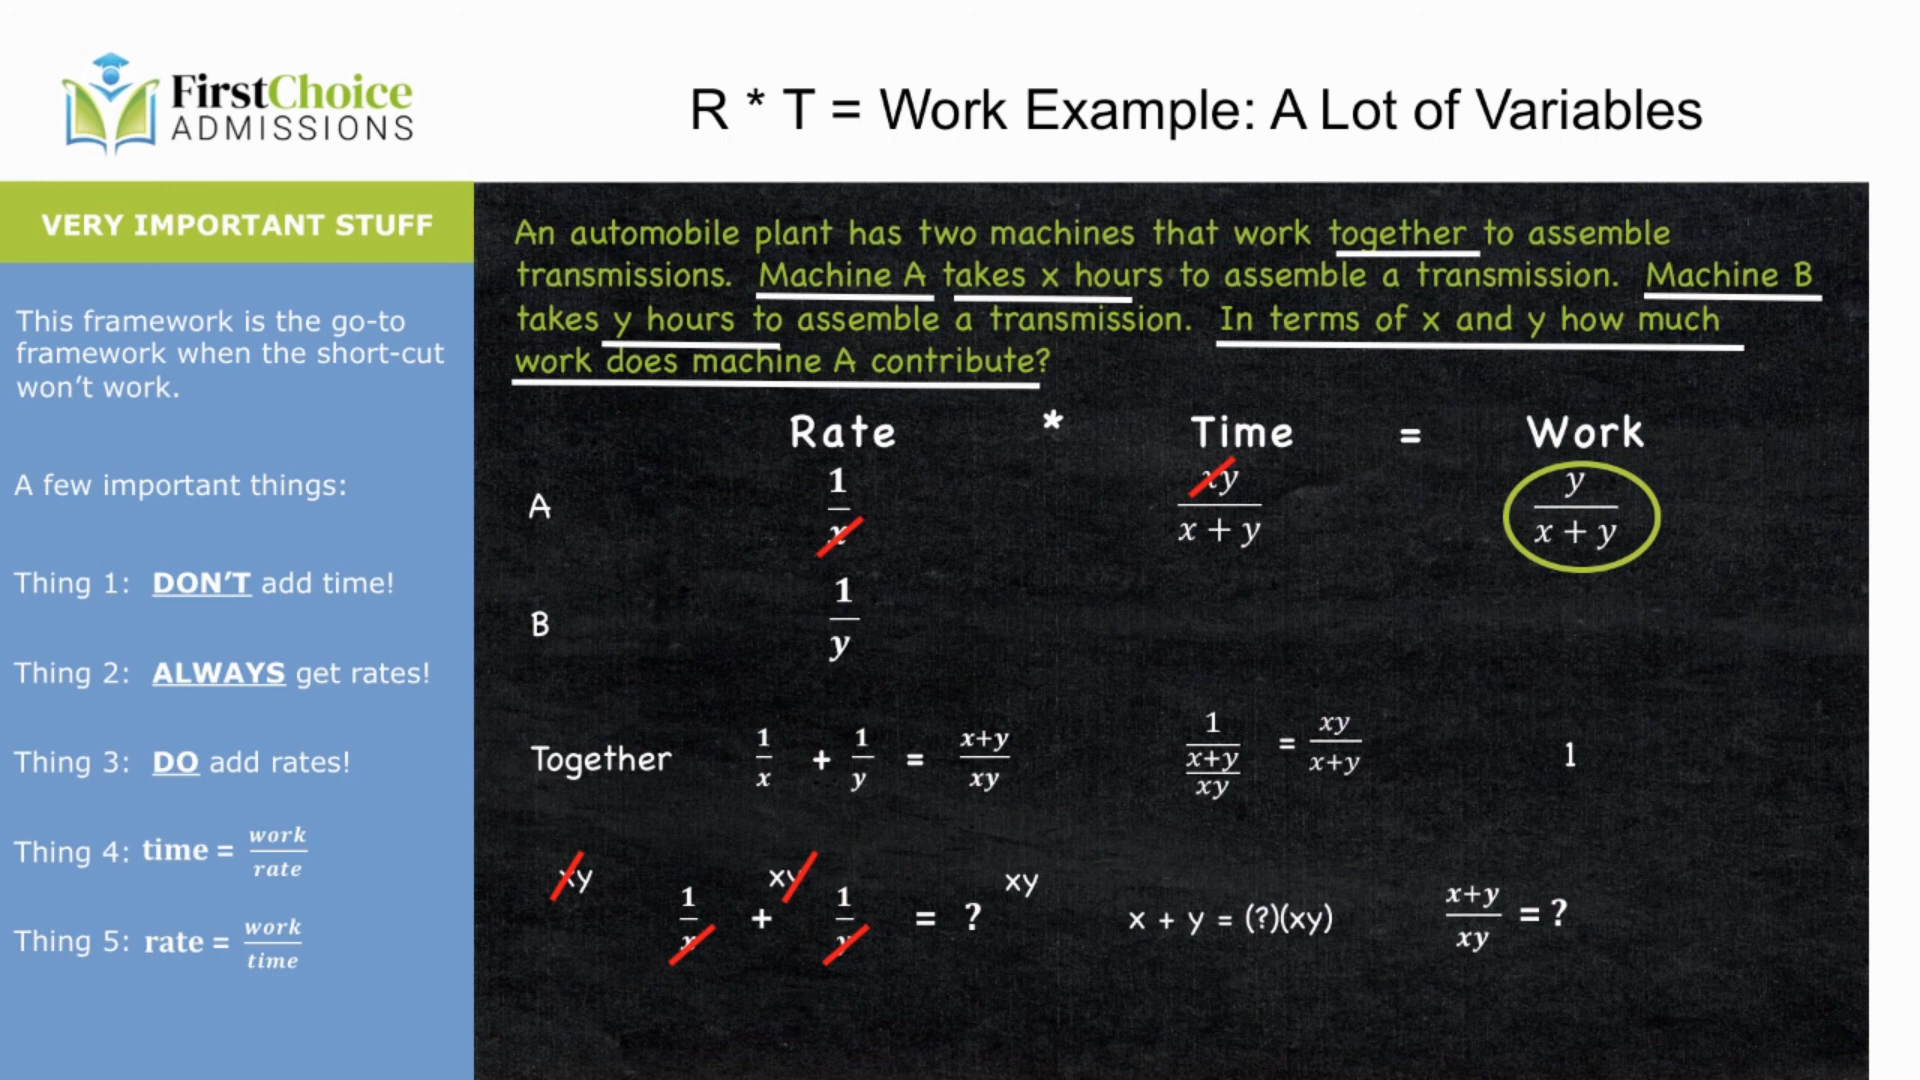 FirstChoice
ADMISSIONS
R * T = Work Example: A Lot of Variables
VERY IMPORTANT STUFF
This framework is the go-to
framework when the short-cut
won't work.
A few important things:
Thing 1: DON'T add time!
Thing 2: ALWAYS get rates!
Thing 3: DO add rates!
Thing 4: time = work/rate
Thing 5: rate = work/time
An automobile plant has two machines that work together to assemble
transmissions. Machine A takes x hours to assemble a transmission. Machine B
takes y hours to assemble a transmission. In terms of x and y how much
work does machine A contribute?
Rate * Time = Work
A 1/x xy/(x + y) y/(x + y)
B 1/y
Together 1/x + 1/y = (x+y)/xy 1/((x+y)/xy) = xy/(x+y) 1
xy 1/x + xy 1/y = ? xy x + y = (?)(xy) (x+y)/xy = ?